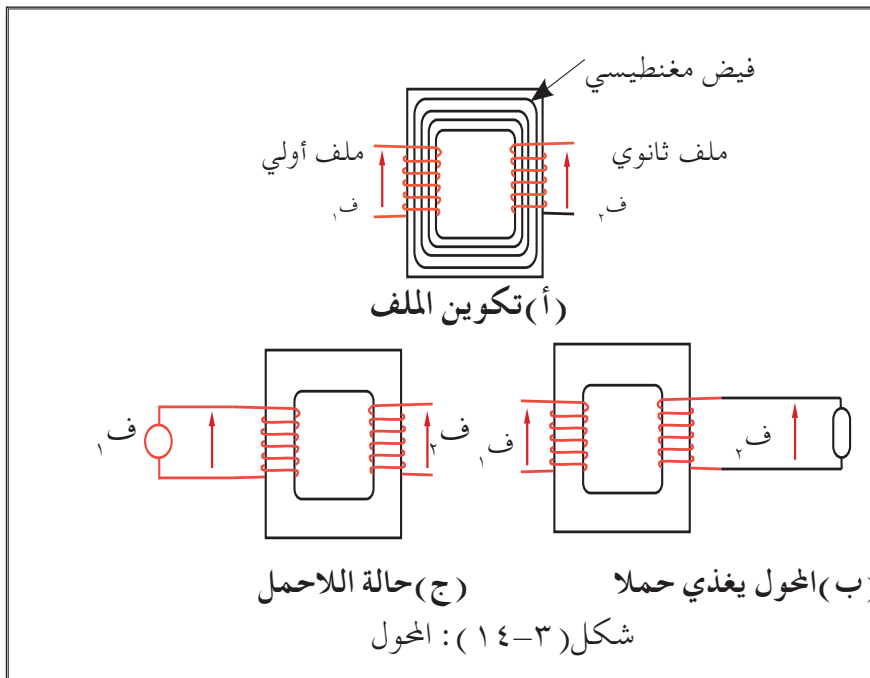 فيض مغنطيسي
ملف ثانوي
ملف أولي
ف٢
ف١
(أ) تكوين الملف
ف٢
ف١
ف٢
ف١
(ب) المحول يغذي حملا
(ج) حالة اللاحمل
شكل (٣-١٤): المحول